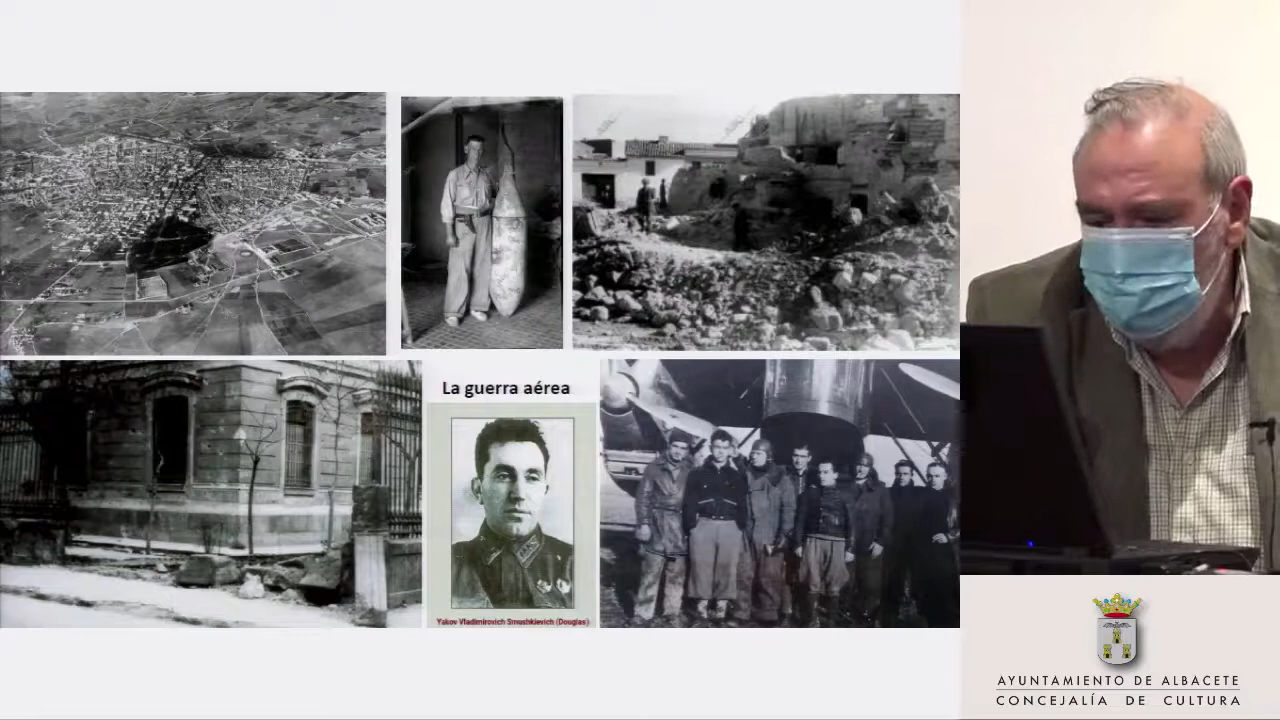 La guerra aérea
Yakov Vladimirovich Smushkievich (Douglas)
AYUNTAMIENTO DE ALBACETE
CONCEJALÍA DE CULTURA